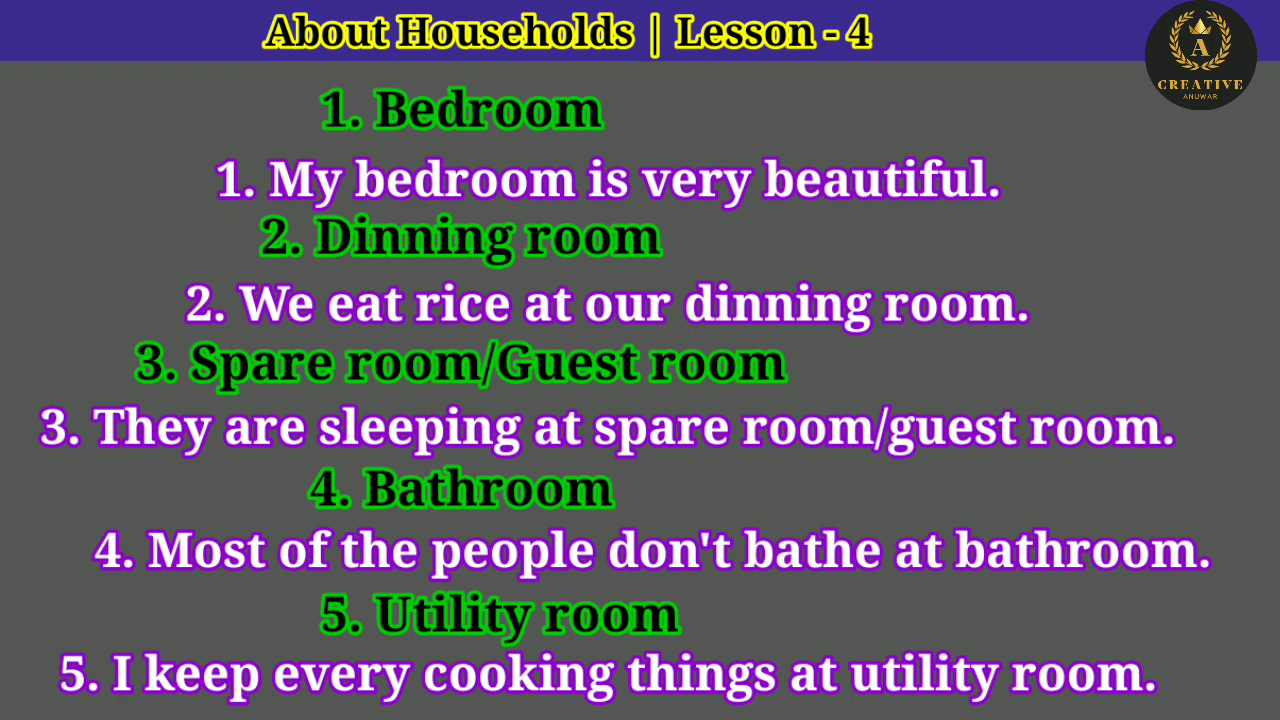 About Households | Lesson - 4
A
CREATIVE
ANUWAR
1. Bedroom
1. My bedroom is very beautiful.
2. Dinning room
2. We eat rice at our dinning room.
3. Spare room/Guest room
3. They are sleeping at spare room/guest room.
4. Bathroom
4. Most of the people don't bathe at bathroom.
5. Utility room
5. I keep every cooking things at utility room.